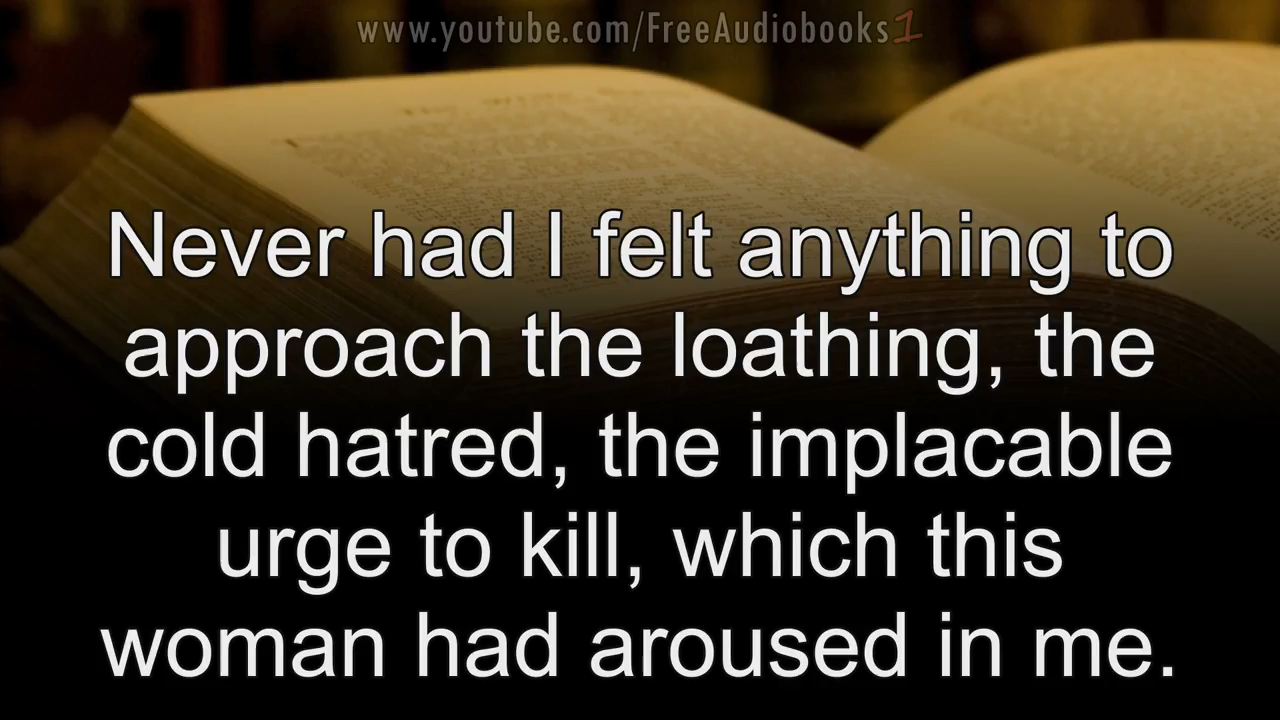 www.youtube.com/FreeAudiobooks1
Never had I felt anything to
approach the loathing, the
cold hatred, the implacable
urge to kill, which this
woman had aroused in me.